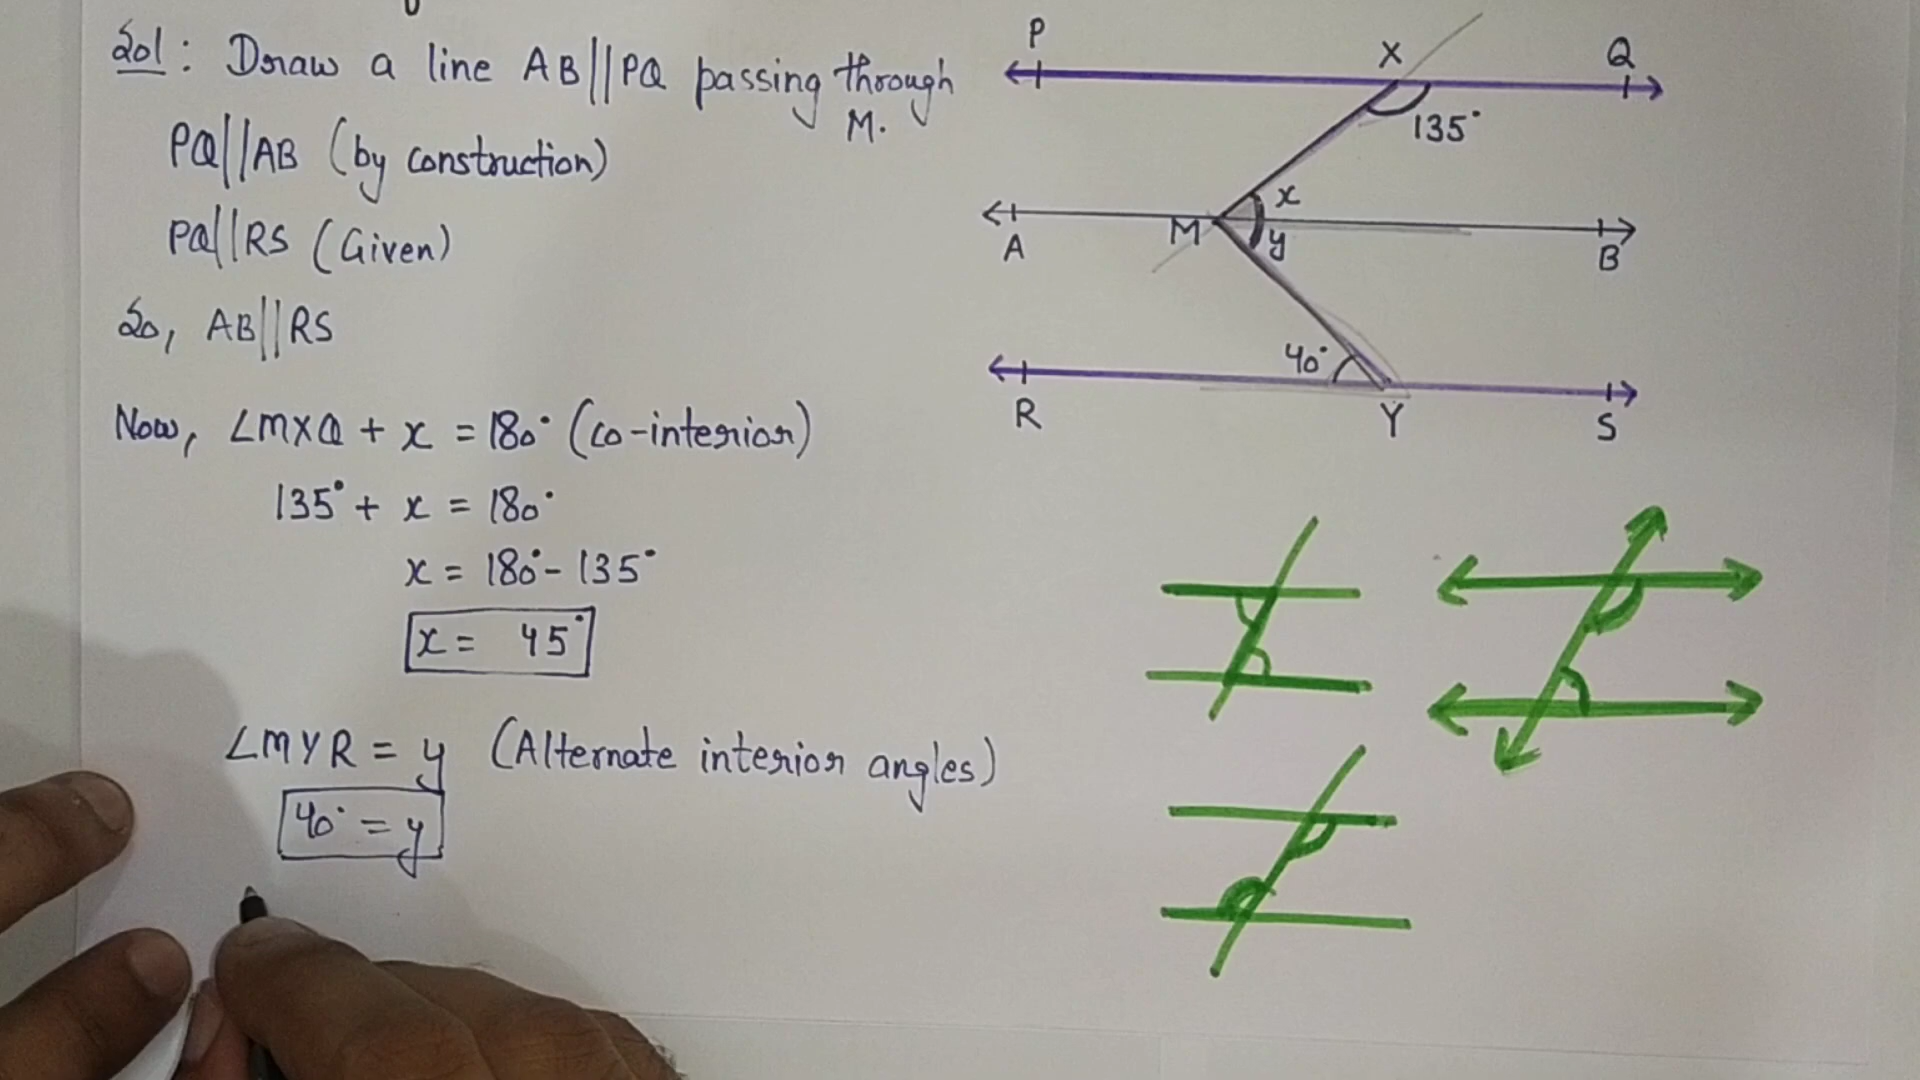 Sol: Draw a line AB||PQ passing through
M.
PQ||AB (by construction)
PQ||RS (Given)
So, AB||RS
Now, ∠MXQ + x = 180° (co-interior)
135° + x = 180°
x = 180° - 135°
x = 45°
∠MYR = y (Alternate interior angles)
40° = y
P X Q
135°
x
A M y B
40°
R Y S